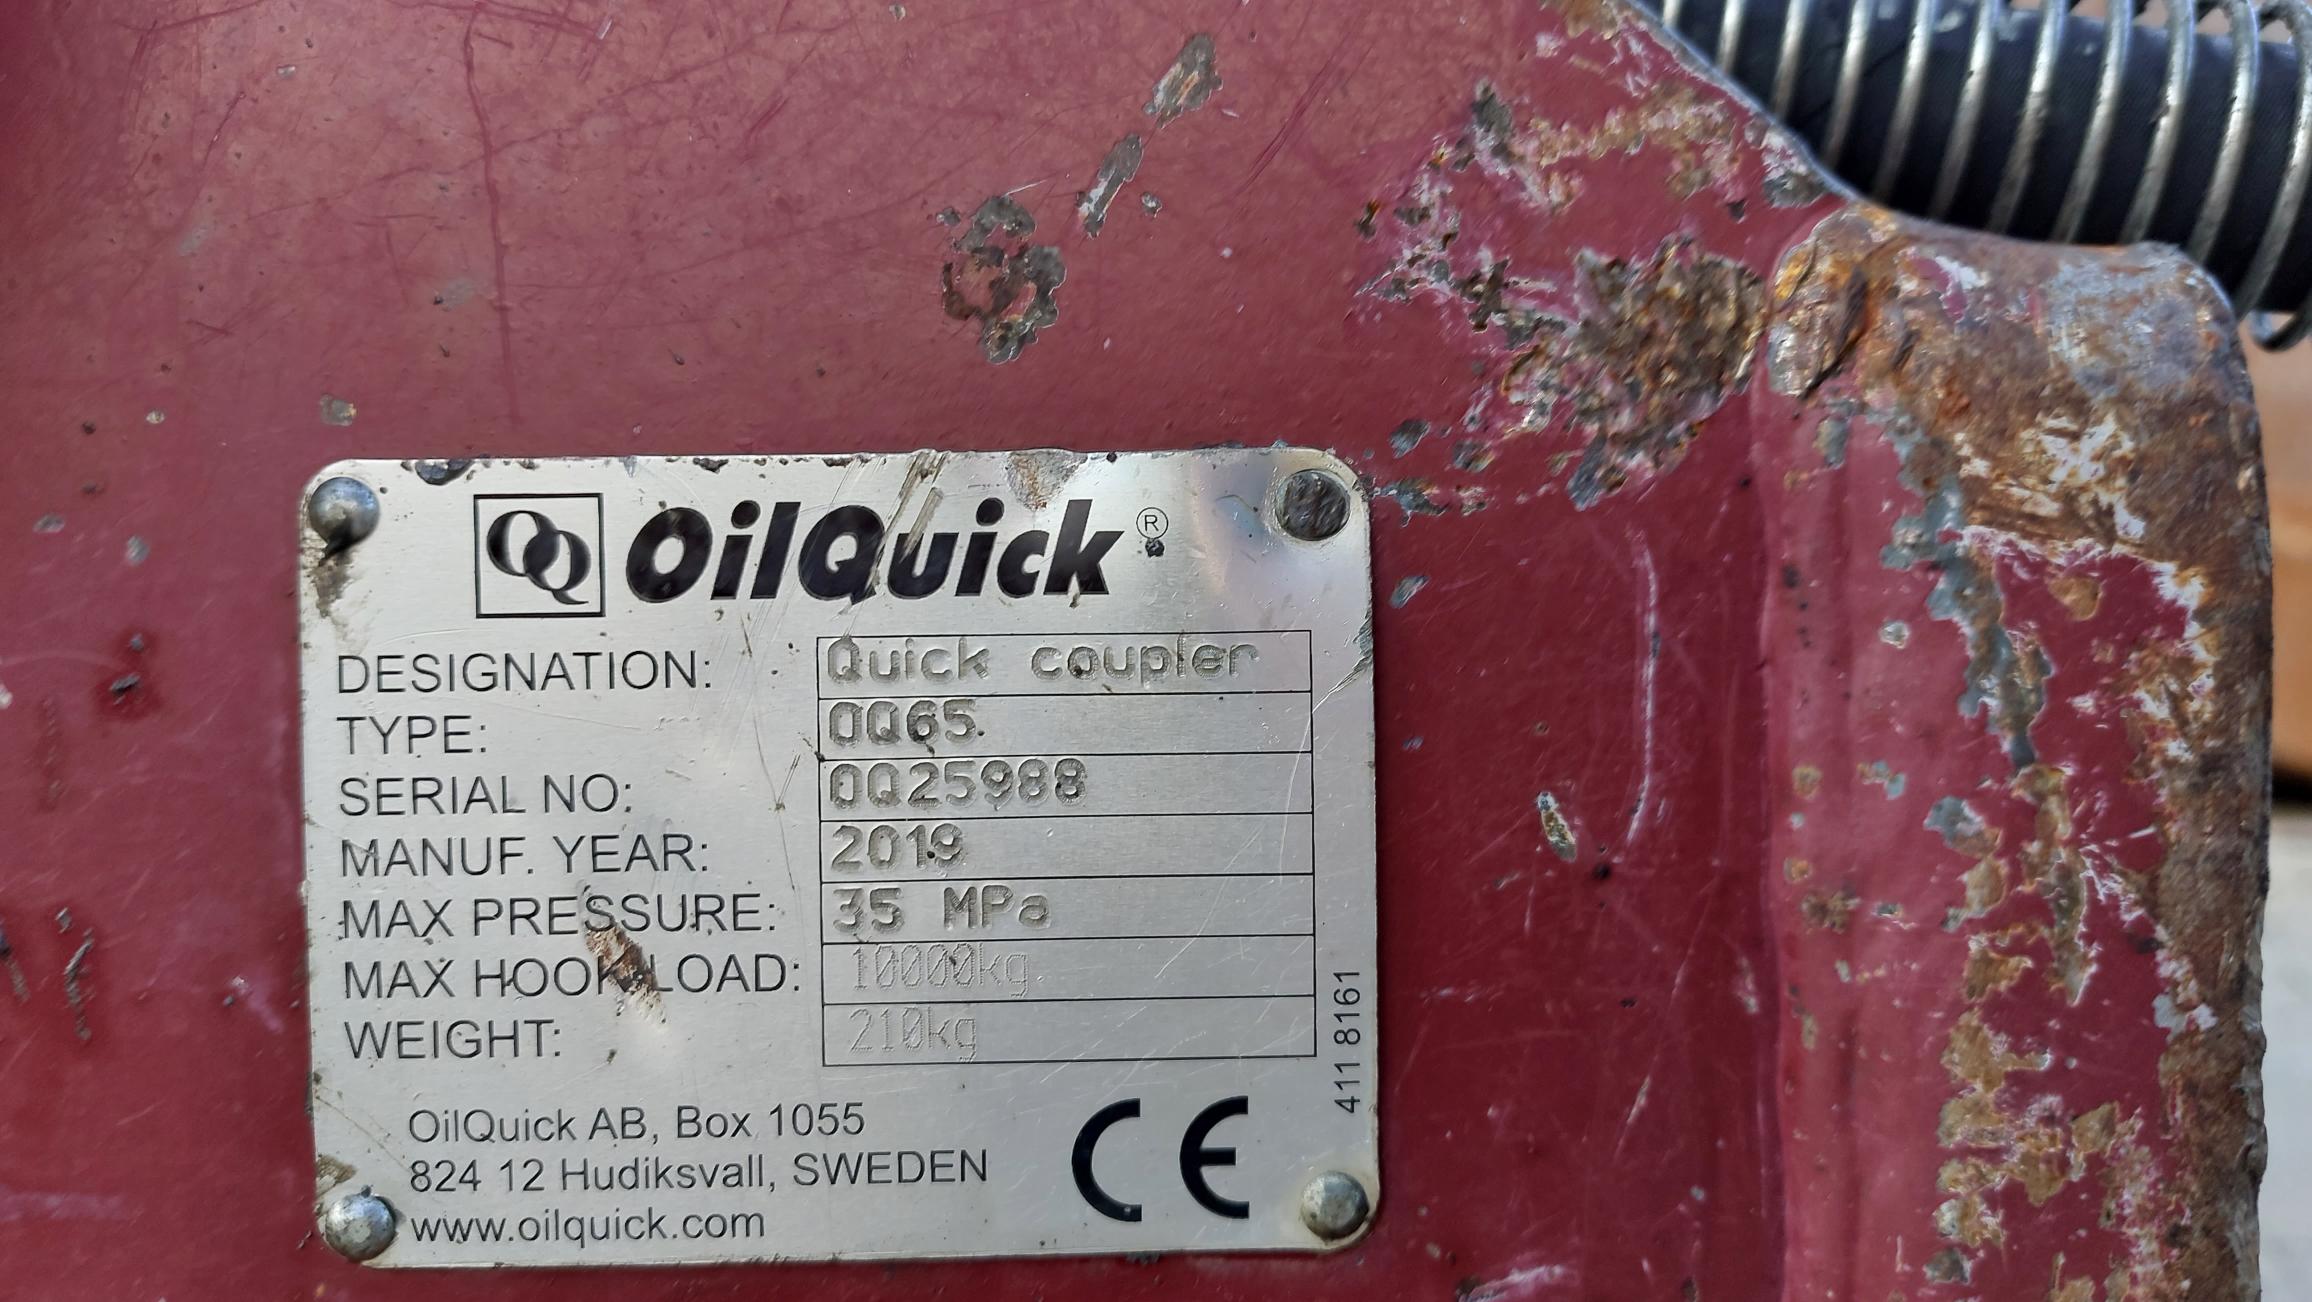 OQ OilQuick®
DESIGNATION: Quick coupler
TYPE: OQ65
SERIAL NO: OQ25988
MANUF. YEAR: 2019
MAX PRESSURE: 35 MPa
MAX HOOK LOAD: 10000kg
WEIGHT: 210kg
411 8161
OilQuick AB, Box 1055
824 12 Hudiksvall, SWEDEN
www.oilquick.com
CE